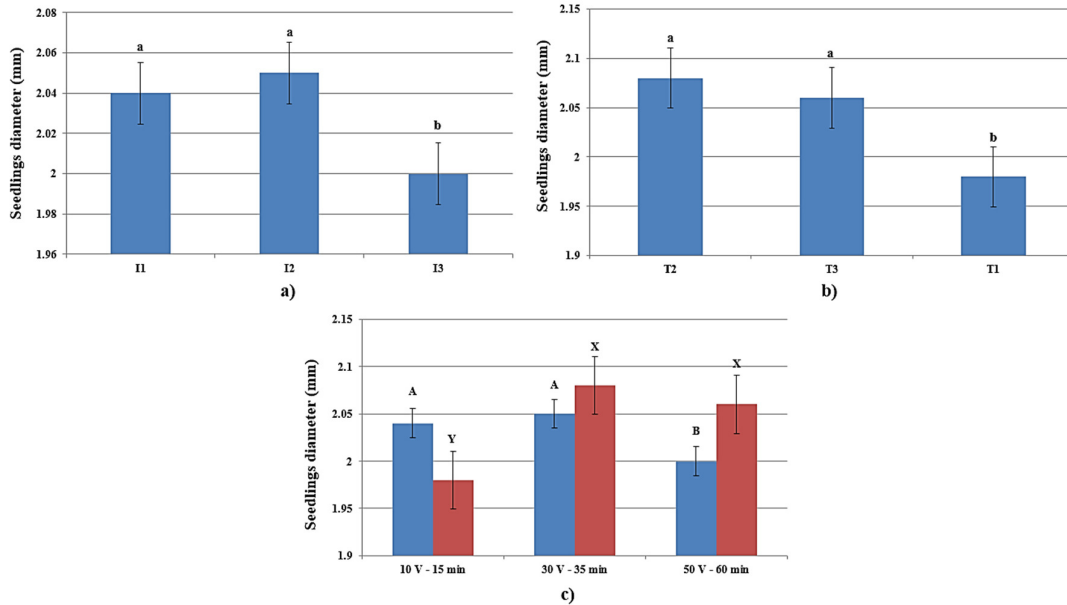 Seedlings diameter (mm)
2.08
2.06
2.04
2.02
2
1.98
1.96
a
a
b
I1 I2 I3
a)
Seedlings diameter (mm)
2.15
2.1
2.05
2
1.95
1.9
a
a
b
T2 T3 T1
b)
Seedlings diameter (mm)
2.15
2.1
2.05
2
1.95
1.9
A
Y
A
X
B
X
10 V - 15 min 30 V - 35 min 50 V - 60 min
c)